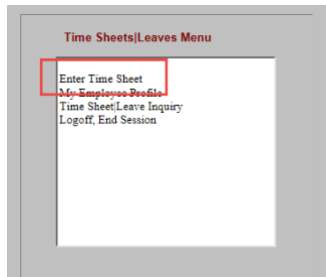 Time Sheets|Leaves Menu
Enter Time Sheet
My Employee Profile
Time Sheet|Leave Inquiry
Logoff, End Session